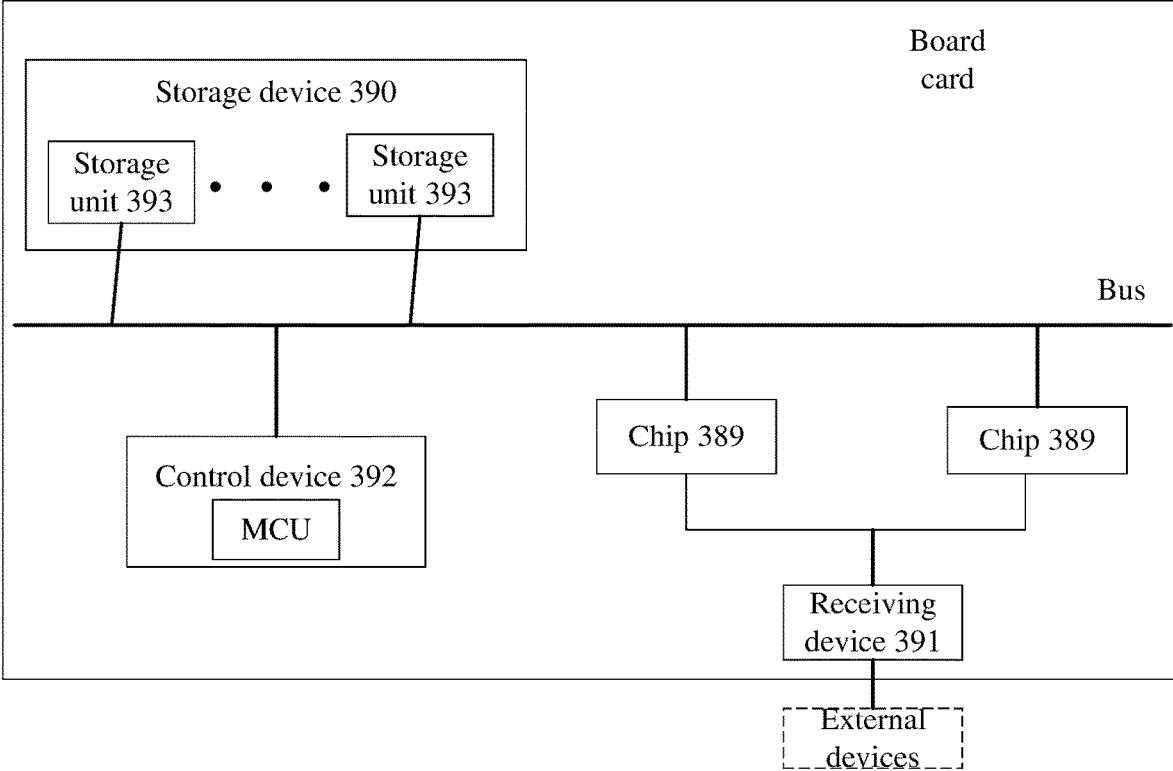 Board
card
Storage device 390
Storage
unit 393
Storage
unit 393
Bus
Control device 392
MCU
Chip 389
Chip 389
Receiving
device 391
External
devices